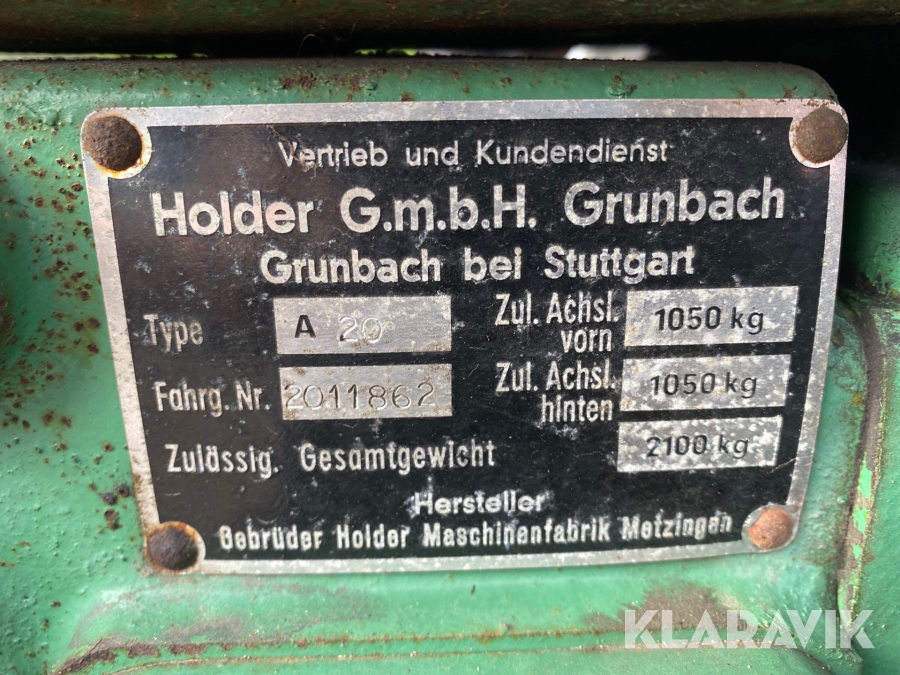 Vertrieb und Kundendienst
Holder G.m.b.H. Grunbach
Grunbach bei Stuttgart
Type A 20
Zul. Achsl. vorn 1050 kg
Fahrg. Nr. 2011862
Zul. Achsl. hinten 1050 kg
Zulässig. Gesamtgewicht 2100 kg
Hersteller
Gebrüder Holder Maschinenfabrik Metzingen
KLARAVIK